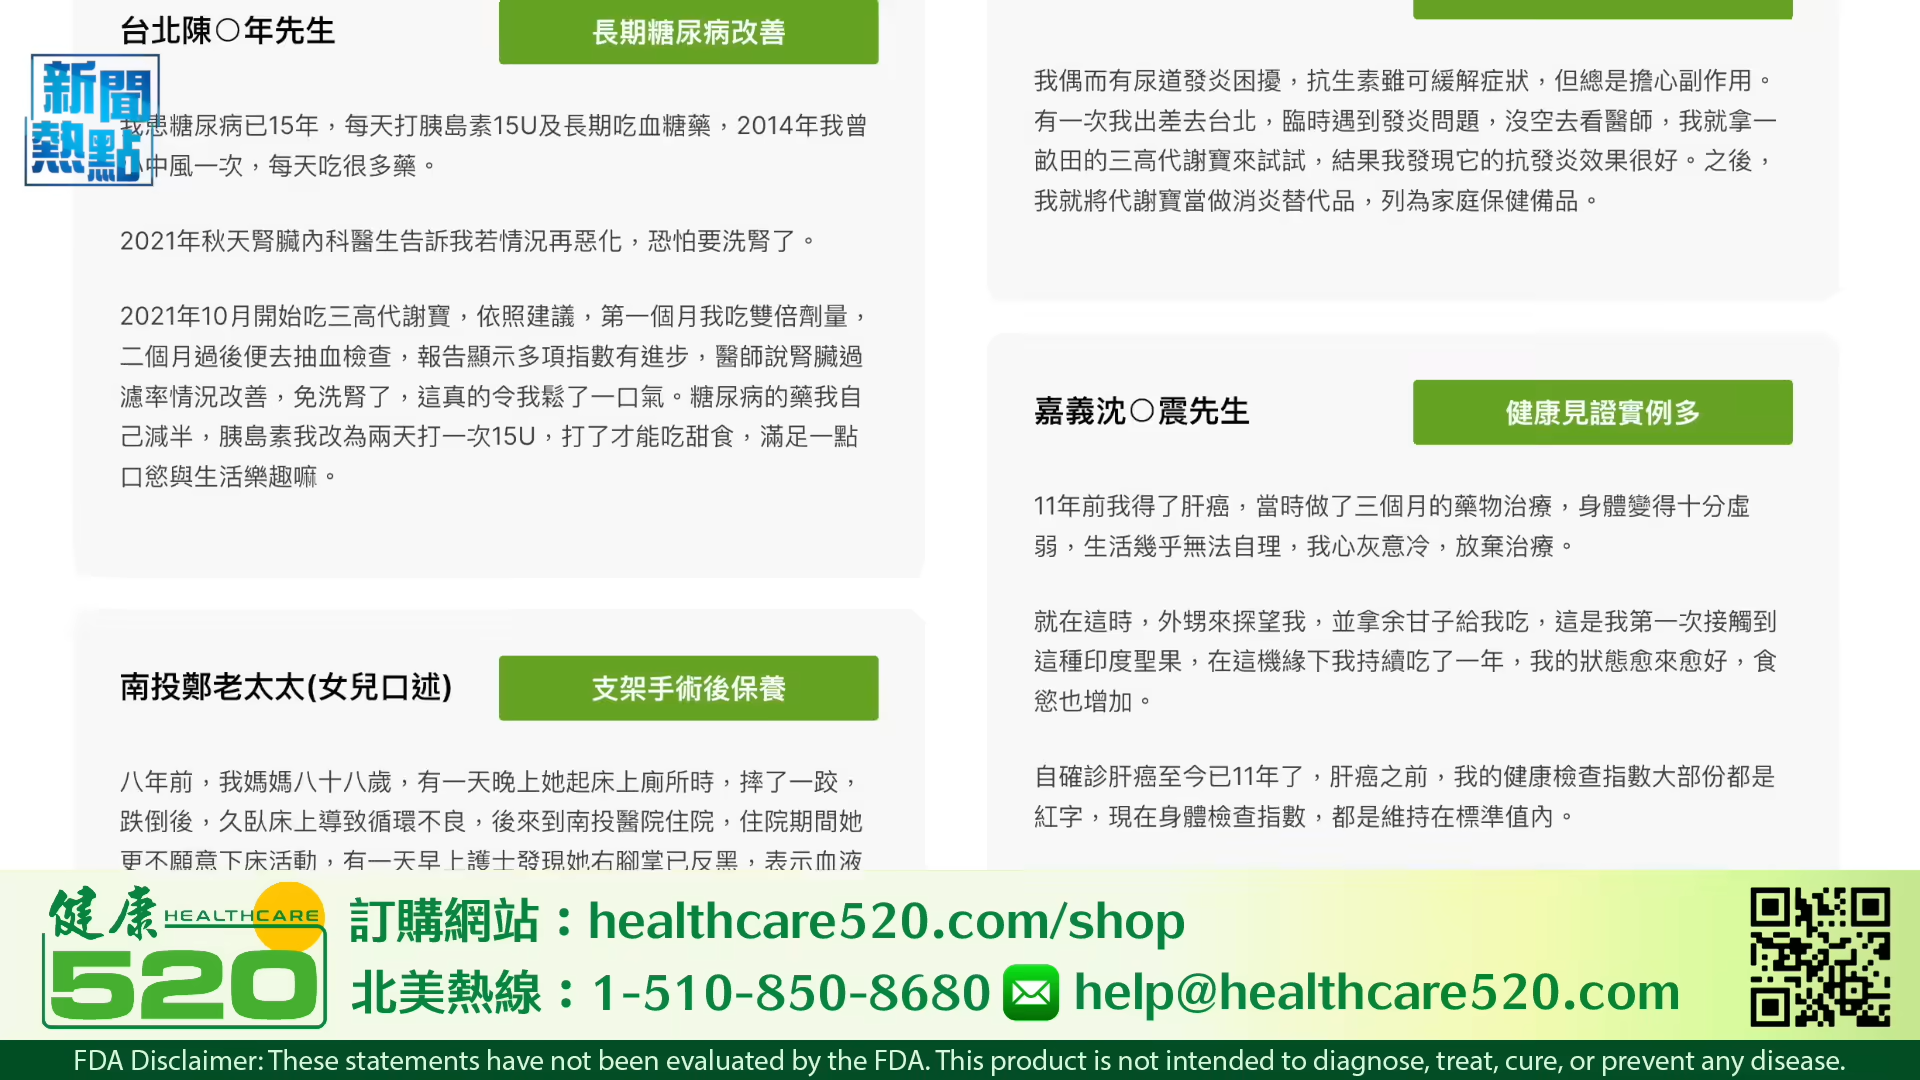 台北陳○年先生
長期糖尿病改善
新聞
熱點
我患糖尿病已15年，每天打胰島素15U及長期吃血糖藥，2014年我曾
小中風一次，每天吃很多藥。
2021年秋天腎臟內科醫生告訴我若情況再惡化，恐怕要洗腎了。
2021年10月開始吃三高代謝寶，依照建議，第一個月我吃雙倍劑量，
二個月過後便去抽血檢查，報告顯示多項指數有進步，醫師說腎臟過
濾率情況改善，免洗腎了，這真的令我鬆了一口氣。糖尿病的藥我自
己減半，胰島素我改為兩天打一次15U，打了才能吃甜食，滿足一點
口慾與生活樂趣嘛。
南投鄭老太太(女兒口述)
支架手術後保養
八年前，我媽媽八十八歲，有一天晚上她起床上廁所時，摔了一跤，
跌倒後，久臥床上導致循環不良，後來到南投醫院住院，住院期間她
更不願意下床活動，有一天早上護士發現她右腳掌已反黑，表示血液
我偶而有尿道發炎困擾，抗生素雖可緩解症狀，但總是擔心副作用。
有一次我出差去台北，臨時遇到發炎問題，沒空去看醫師，我就拿一
畝田的三高代謝寶來試試，結果我發現它的抗發炎效果很好。之後，
我就將代謝寶當做消炎替代品，列為家庭保健備品。
嘉義沈○震先生
健康見證實例多
11年前我得了肝癌，當時做了三個月的藥物治療，身體變得十分虛
弱，生活幾乎無法自理，我心灰意冷，放棄治療。
就在這時，外甥來探望我，並拿余甘子給我吃，這是我第一次接觸到
這種印度聖果，在這機緣下我持續吃了一年，我的狀態愈來愈好，食
慾也增加。
自確診肝癌至今已11年了，肝癌之前，我的健康檢查指數大部份都是
紅字，現在身體檢查指數，都是維持在標準值內。
健康 HEALTHCARE
520
訂購網站：healthcare520.com/shop
北美熱線：1-510-850-8680 help@healthcare520.com
FDA Disclaimer: These statements have not been evaluated by the FDA. This product is not intended to diagnose, treat, cure, or prevent any disease.